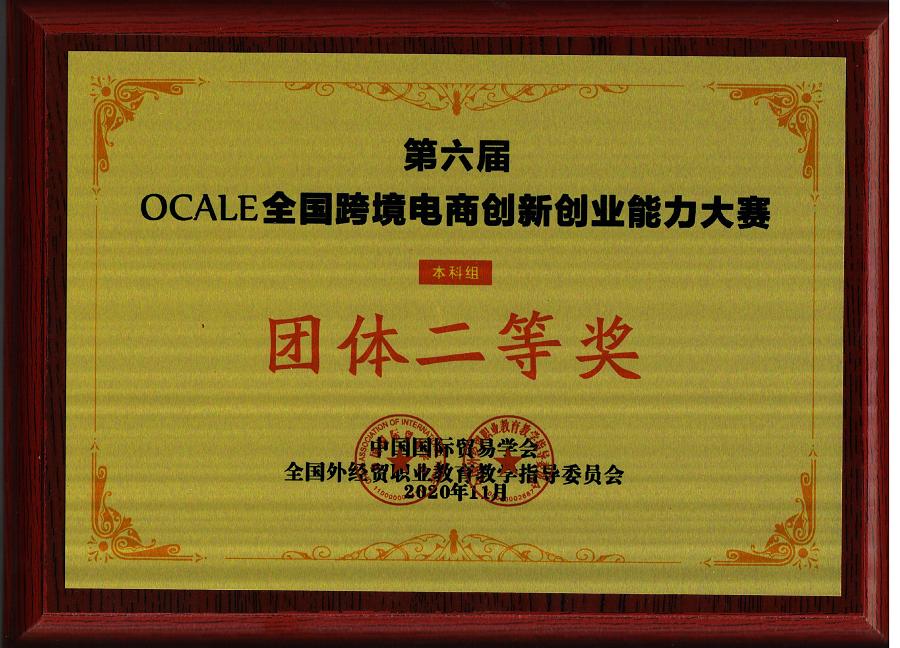 第六届
OCALE全国跨境电商创新创业能力大赛
本科组
团体二等奖
中国国际贸易学会
全国外经贸职业教育教学指导委员会
2020年11月